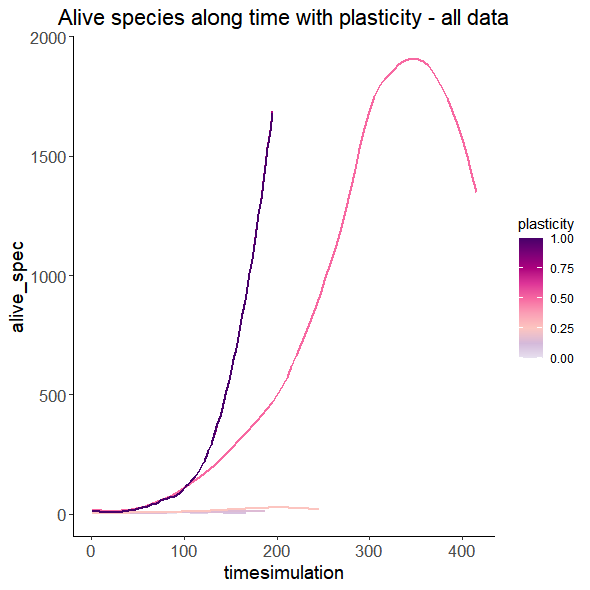 Alive species along time with plasticity - all data
alive_spec
2000
1500
1000
500
0
0 100 200 300 400
timesimulation
plasticity
1.00
0.75
0.50
0.25
0.00